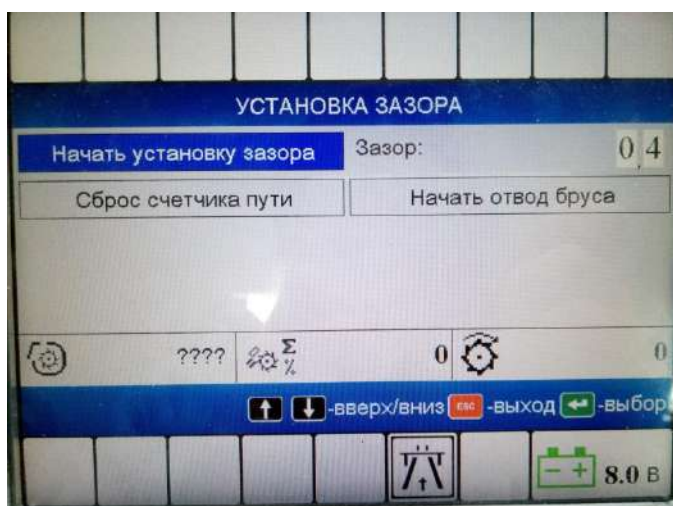 УСТАНОВКА ЗАЗОРА
Начать установку зазора Зазор: 0,4
Сброс счетчика пути Начать отвод бруса
???? Σ % 0 0
-вверх/вниз ESC -выход -выбор
- + 8.0 В